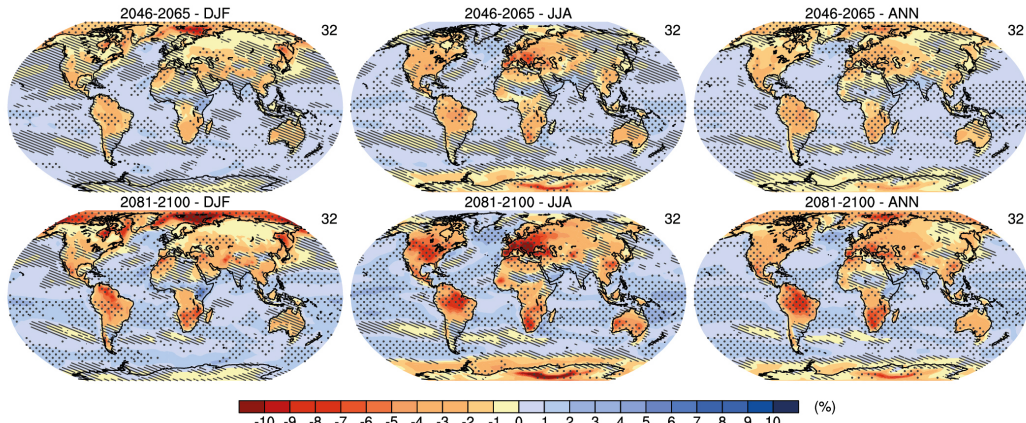 2046-2065 - DJF
32
2046-2065 - JJA
32
2046-2065 - ANN
32
2081-2100 - DJF
32
2081-2100 - JJA
32
2081-2100 - ANN
32
-10 -9 -8 -7 -6 -5 -4 -3 -2 -1 0 1 2 3 4 5 6 7 8 9 10 (%)